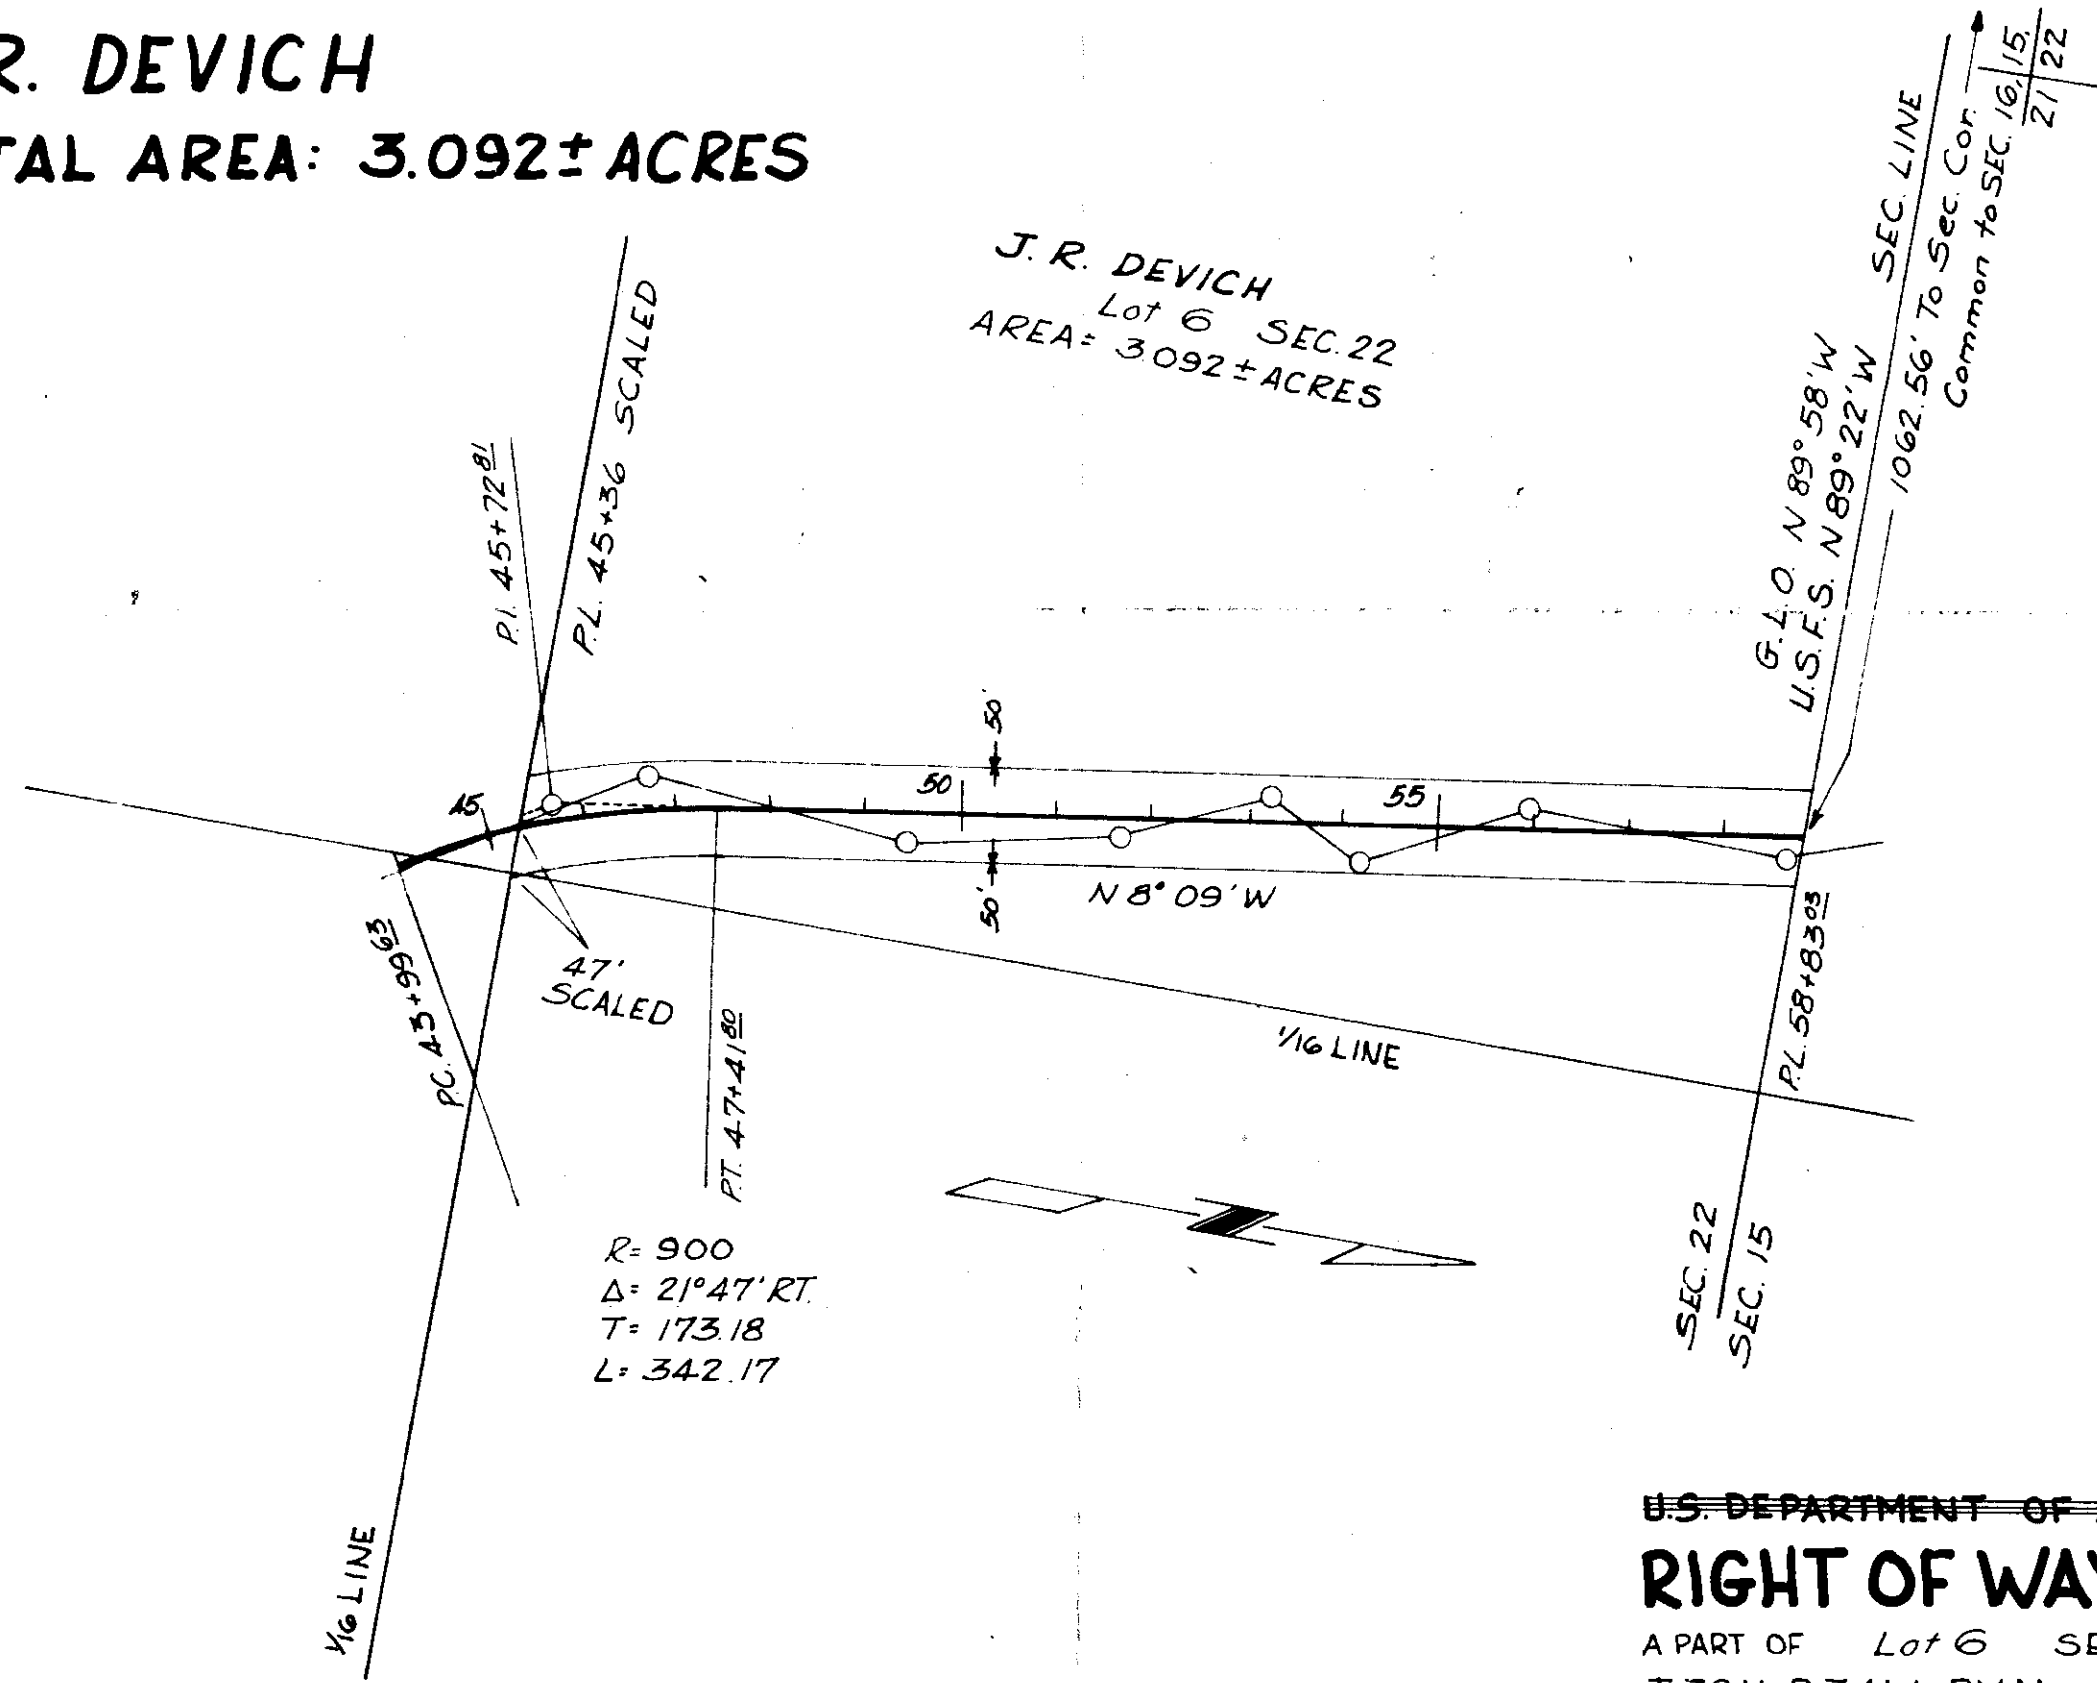 R. DEVICH
TAL AREA: 3.092± ACRES
J. R. DEVICH
Lot 6 SEC. 22
AREA= 3.092± ACRES
SEC. LINE
1062.56' To Sec. Cor.
Common to SEC. 16, 15,
21 22
G.L.O. N 89° 58' W
U.S.F.S. N 89° 22' W
P.I. 45+72 81
P.L. 45+36 SCALED
45
50
55
50'
50'
N 8° 09' W
47'
SCALED
P.C. 43+99 63
P.T. 47+41 80
P.L. 58+83 03
1/16 LINE
R= 900
Δ= 21° 47' RT.
T= 173.18
L= 342.17
SEC. 22
SEC. 15
1/16 LINE
U.S. DEPARTMENT OF
RIGHT OF WAY
A PART OF Lot 6 SE